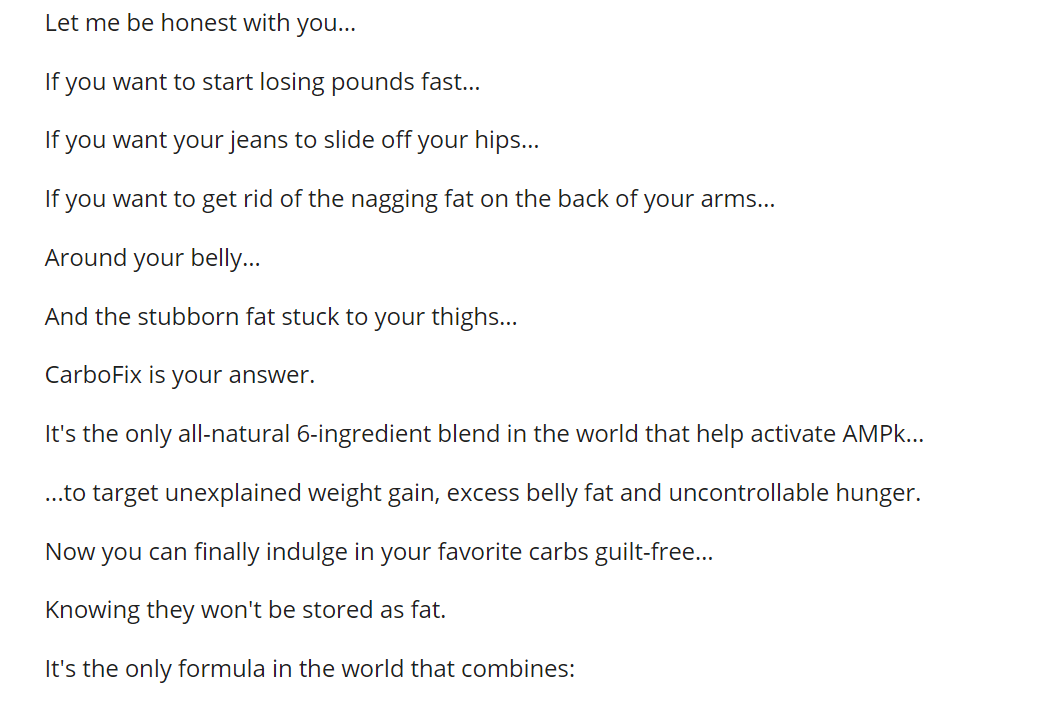 Let me be honest with you...
If you want to start losing pounds fast...
If you want your jeans to slide off your hips...
If you want to get rid of the nagging fat on the back of your arms...
Around your belly...
And the stubborn fat stuck to your thighs...
CarboFix is your answer.
It's the only all-natural 6-ingredient blend in the world that help activate AMPk...
...to target unexplained weight gain, excess belly fat and uncontrollable hunger.
Now you can finally indulge in your favorite carbs guilt-free...
Knowing they won't be stored as fat.
It's the only formula in the world that combines: